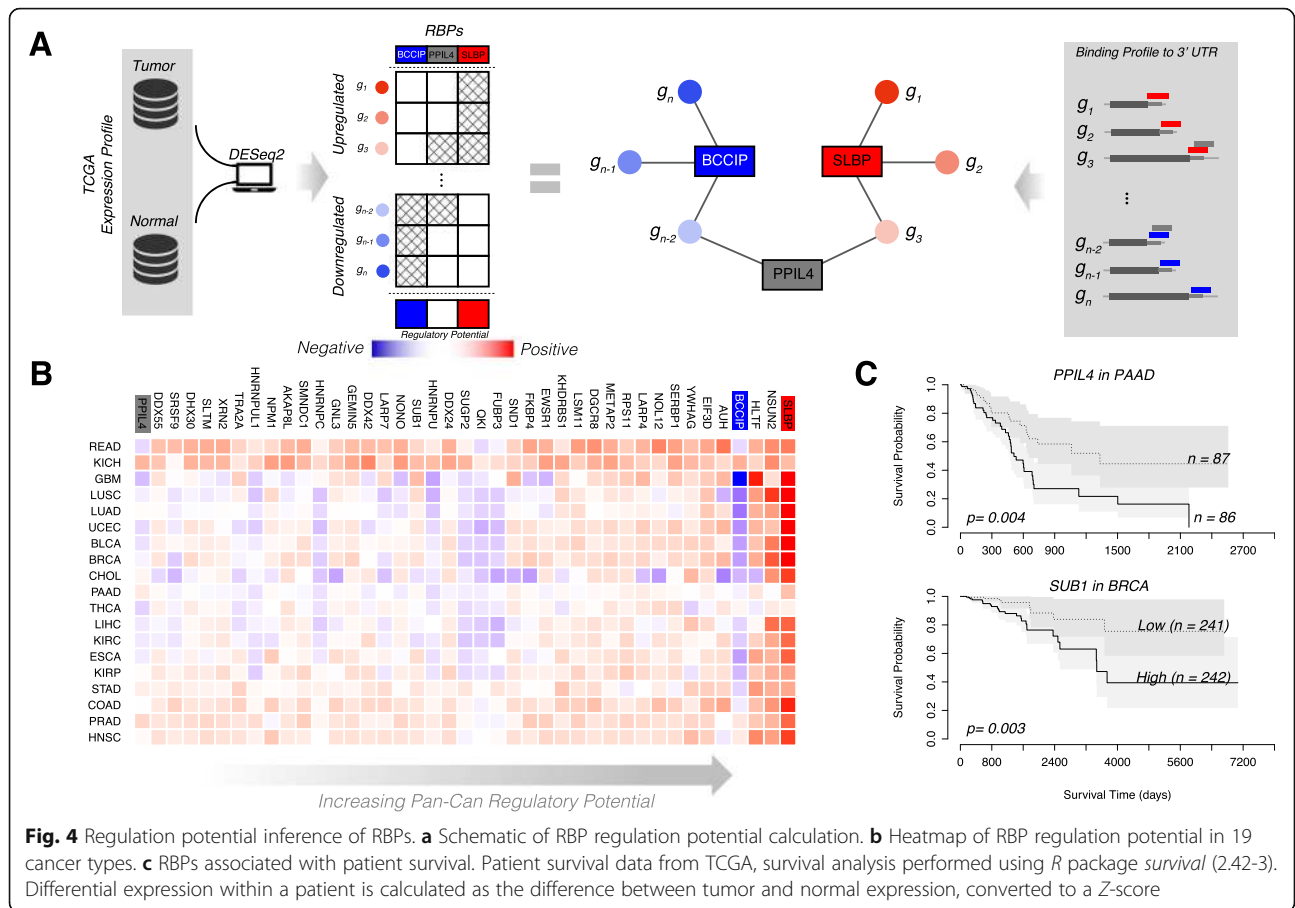 A
TCGA
Expression Profile
Tumor
Normal
DESeq2
RBPs
BCCIP PPIL4 SLBP
Upregulated
g1
g2
g3
...
Downregulated
gn-2
gn-1
gn
Regulatory Potential
Negative Positive
gn
gn-1
gn-2
BCCIP
SLBP
PPIL4
g1
g2
g3
Binding Profile to 3' UTR
g1
g2
g3
...
gn-2
gn-1
gn
B
PPIL4
DDX55
SRSF9
DHX30
SLTM
XRN2
TRA2A
HNRNPUL1
NPM1
AKAP8L
SMNDC1
HNRNPC
GNL3
GEMIN5
DDX42
LARP7
NONO
SUB1
HNRNPU
DDX24
SUGP2
QKI
FUBP3
SND1
FKBP4
EWSR1
KHDRBS1
LSM11
DGCR8
METAP2
RPS11
LARP4
NOL12
SERBP1
YWHAG
EIF3D
AUH
BCCIP
HLTF
NSUN2
SLBP
READ
KICH
GBM
LUSC
LUAD
UCEC
BLCA
BRCA
CHOL
PAAD
THCA
LIHC
KIRC
ESCA
KIRP
STAD
COAD
PRAD
HNSC
Increasing Pan-Can Regulatory Potential
C
PPIL4 in PAAD
Survival Probability
1.0
0.8
0.6
0.4
0.2
0.0
n = 87
n = 86
p= 0.004
0 300 600 900 1500 2100 2700
SUB1 in BRCA
Survival Probability
1.0
0.8
0.6
0.4
0.2
0.0
Low (n = 241)
High (n = 242)
p= 0.003
0 800 2400 4000 5600 7200
Survival Time (days)
Fig. 4 Regulation potential inference of RBPs. a Schematic of RBP regulation potential calculation. b Heatmap of RBP regulation potential in 19
cancer types. c RBPs associated with patient survival. Patient survival data from TCGA, survival analysis performed using R package survival (2.42-3).
Differential expression within a patient is calculated as the difference between tumor and normal expression, converted to a Z-score